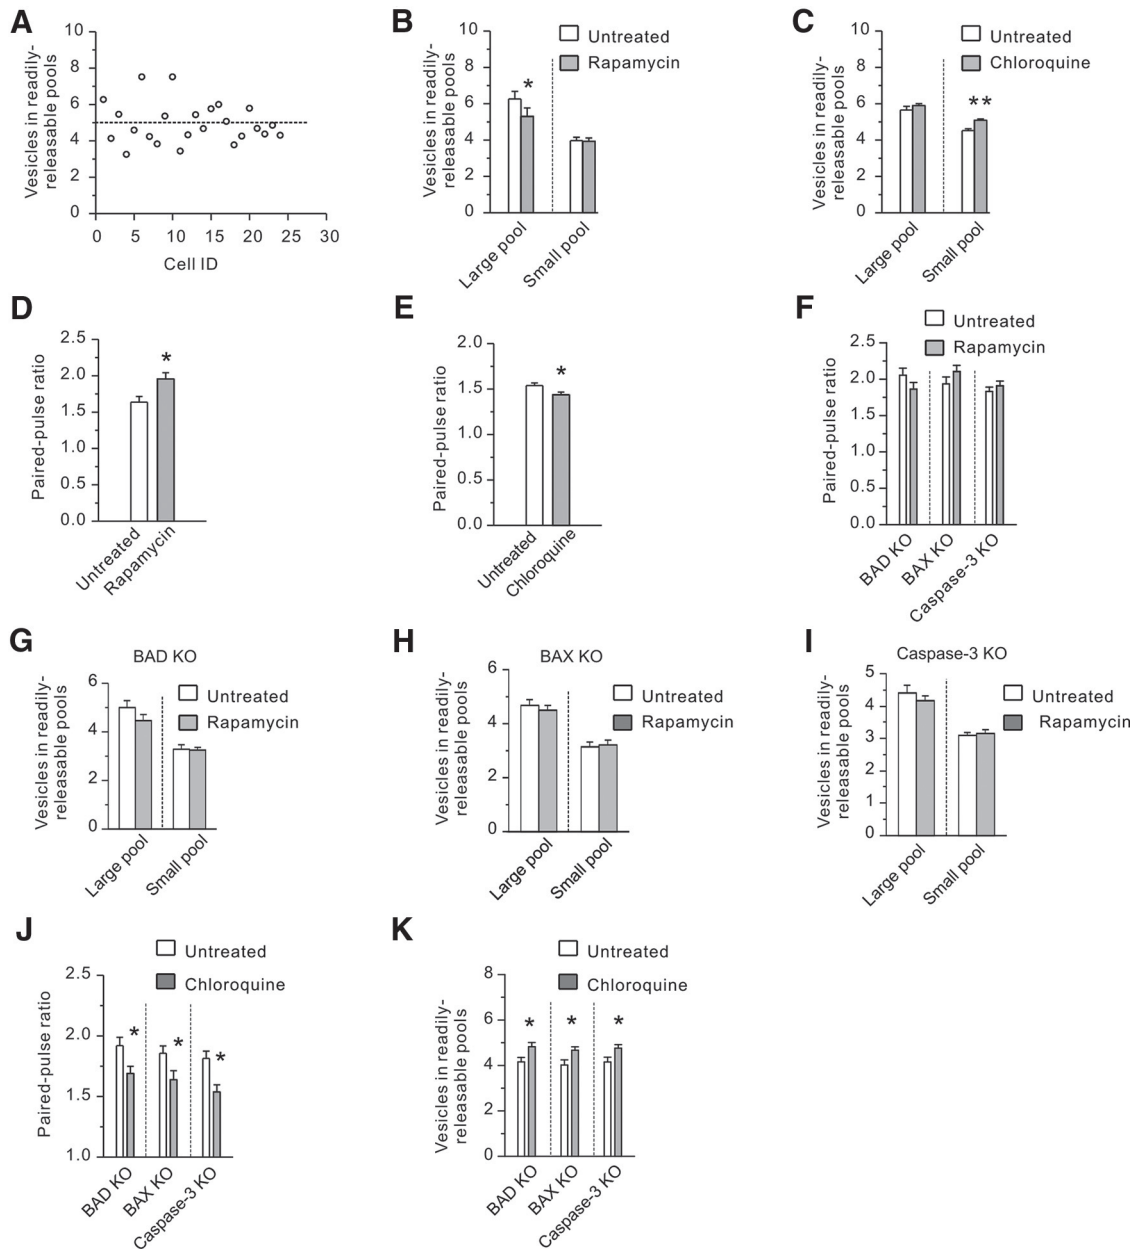 A
Vesicles in readily-
releasable pools
10
8
6
4
2
0
0 5 10 15 20 25 30
Cell ID
B
Vesicles in readily-
releasable pools
10
8
6
4
2
0
Untreated
Rapamycin
*
Large pool
Small pool
C
Vesicles in readily-
releasable pools
10
8
6
4
2
0
Untreated
Chloroquine
**
Large pool
Small pool
D
Paired-pulse ratio
2.5
2.0
1.5
1.0
0.5
0.0
*
Untreated
Rapamycin
E
Paired-pulse ratio
2.0
1.5
1.0
0.5
0.0
*
Untreated
Chloroquine
F
Untreated
Rapamycin
Paired-pulse ratio
2.5
2.0
1.5
1.0
0.5
0.0
BAD KO
BAX KO
Caspase-3 KO
G
BAD KO
Vesicles in readily-
releasable pools
6
4
2
0
Untreated
Rapamycin
Large pool
Small pool
H
BAX KO
Vesicles in readily-
releasable pools
6
4
2
0
Untreated
Rapamycin
Large pool
Small pool
I
Caspase-3 KO
Vesicles in readily-
releasable pools
5
4
3
2
1
0
Untreated
Rapamycin
Large pool
Small pool
J
Untreated
Chloroquine
Paired-pulse ratio
2.5
2.0
1.5
1.0
*
*
*
BAD KO
BAX KO
Caspase-3 KO
K
Untreated
Chloroquine
Vesicles in readily-
releasable pools
8
6
4
2
0
*
*
*
BAD KO
BAX KO
Caspase-3 KO